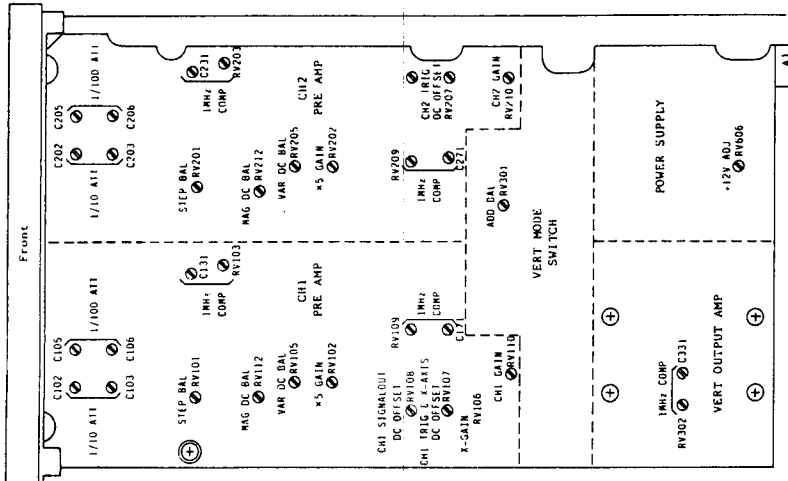 Front
C205
C206
1/100 ATT
C202
C203
1/10 ATT
C231
RV203
1MHz
COMP
CH2
PRE AMP
STEP BAL
RV201
MAG DC BAL
RV212
VAR DC BAL
RV205
×5 GAIN
RV202
CH2 TRIG
DC OFFSET
RV207
CH2 GAIN
RV210
RV209
1MHz
COMP
C271
ADD BAL
RV301
VERT MODE
SWITCH
POWER SUPPLY
+12V ADJ
RV606
A1
C105
C106
1/100 ATT
C102
C103
1/10 ATT
C131
RV103
1MHz
COMP
CH1
PRE AMP
STEP BAL
RV101
MAG DC BAL
RV112
VAR DC BAL
RV105
×5 GAIN
RV102
RV109
1MHz
COMP
C171
CH1 SIGNALOUT
DC OFFSET
RV108
CH1 TRIG & X-AXIS
DC OFFSET
RV107
X-GAIN
RV106
CH1 GAIN
RV110
1MHz COMP
C331
RV302
VERT OUTPUT AMP